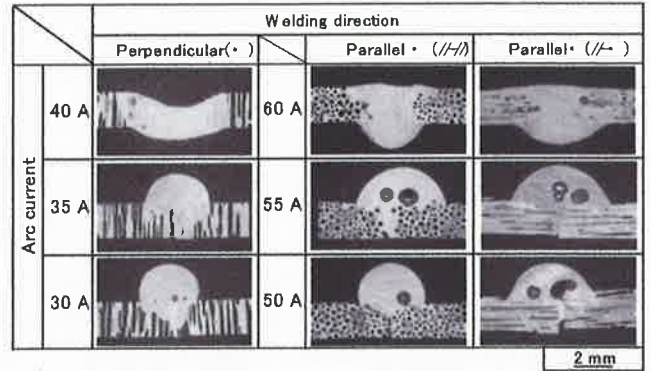 Welding direction
Perpendicular( · ) Parallel · (//-//) Parallel · (//- · )
Arc current
40 A 60 A
35 A 55 A
30 A 50 A
2 mm